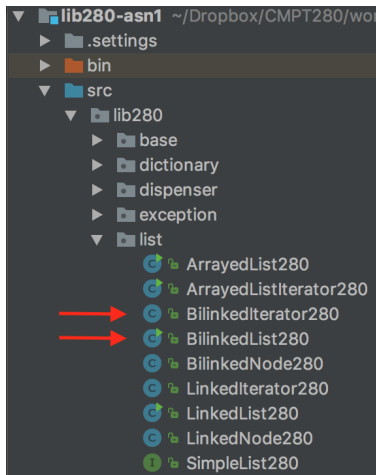 lib280-asn1 ~/Dropbox/CMPT280/wor
.settings
bin
src
lib280
base
dictionary
dispenser
exception
list
ArrayedList280
ArrayedListIterator280
BilinkedIterator280
BilinkedList280
BilinkedNode280
LinkedIterator280
LinkedList280
LinkedNode280
SimpleList280